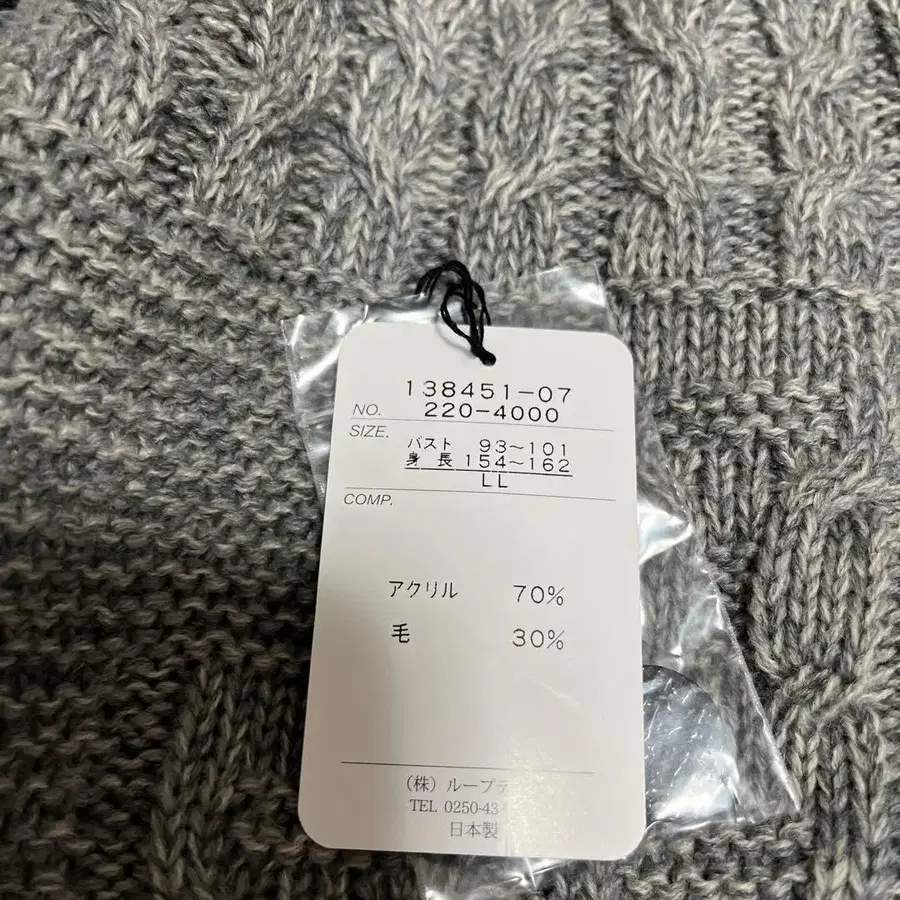 138451-07
NO. 220-4000
SIZE. バスト 93〜101
身長 154〜162
LL
COMP.
アクリル 70%
毛 30%
(株) ループ
TEL 0250-43
日本製